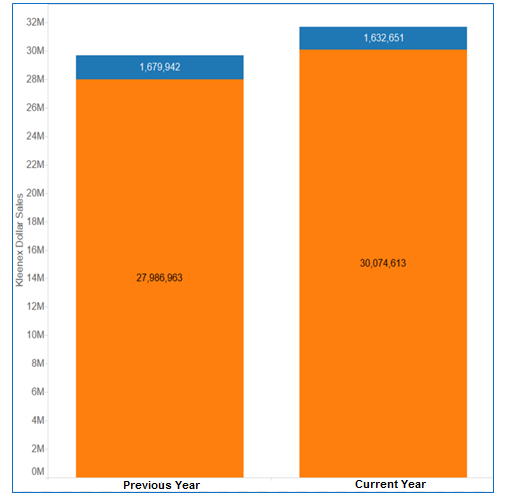 Kleenex Dollar Sales
32M
30M
28M
26M
24M
22M
20M
18M
16M
14M
12M
10M
8M
6M
4M
2M
0M
1,679,942
1,632,651
27,986,963
30,074,613
Previous Year
Current Year